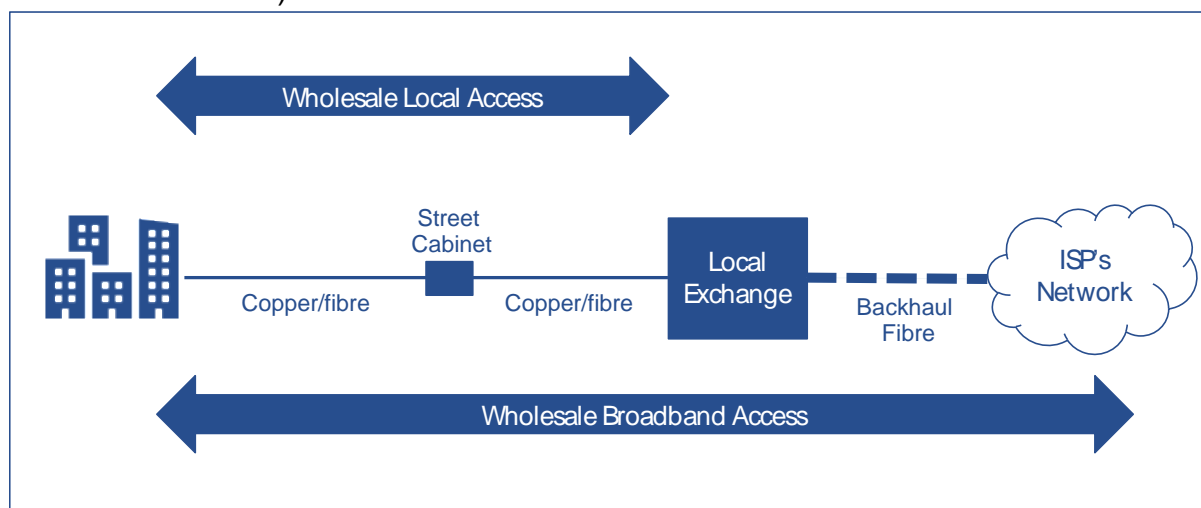 )
Wholesale Local Access
Street
Cabinet
Local
Exchange
ISP's
Network
Copper/fibre
Copper/fibre
Backhaul
Fibre
Wholesale Broadband Access